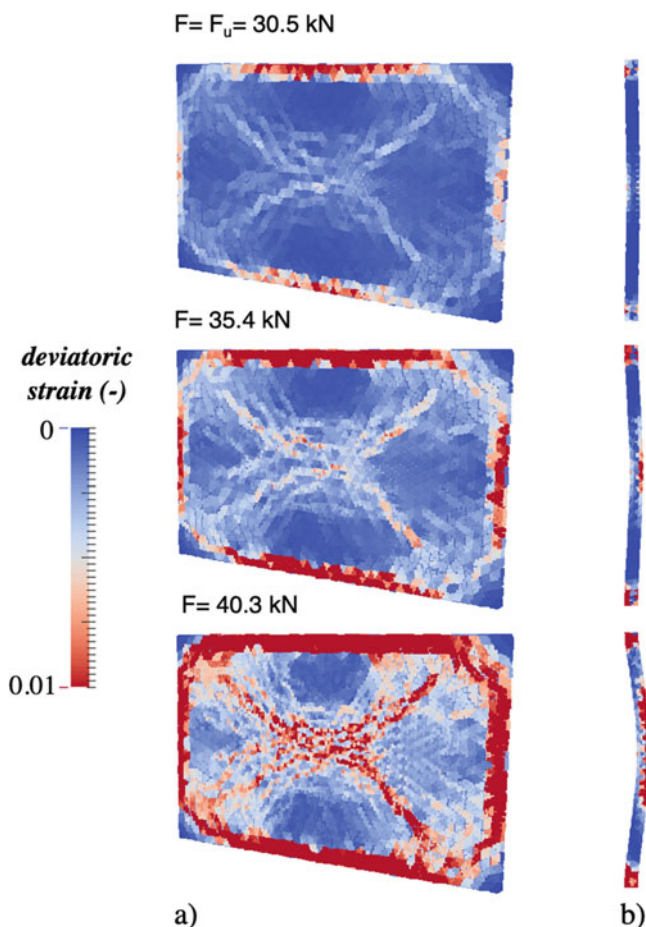 F= Fu= 30.5 kN
F= 35.4 kN
deviatoric
strain (-)
0
0.01
F= 40.3 kN
a)
b)